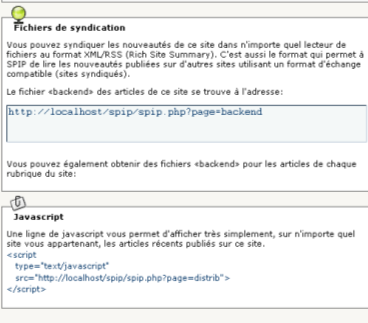 Fichiers de syndication
Vous pouvez syndiquer les nouveautés de ce site dans n'importe quel lecteur de
fichiers au format XML/RSS (Rich Site Summary). C'est aussi le format qui permet à
SPIP de lire les nouveautés publiées sur d'autres sites utilisant un format d'échange
compatible (sites syndiqués).
Le fichier «backend» des articles de ce site se trouve à l'adresse:
http://localhost/spip/spip.php?page=backend
Vous pouvez également obtenir des fichiers «backend» pour les articles de chaque
rubrique du site:
Javascript
Une ligne de javascript vous permet d'afficher très simplement, sur n'importe quel
site vous appartenant, les articles récents publiés sur ce site.
<script
type="text/javascript"
src="http://localhost/spip/spip.php?page=distrib">
</script>